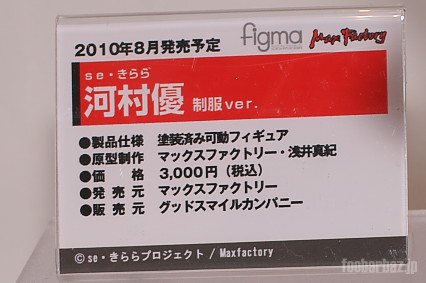 2010年8月発売予定 figma Max Factory
se・きらら
河村優 制服ver.
●製品仕様 塗装済み可動フィギュア
●原型制作 マックスファクトリー・浅井真紀
●価 格 3,000円（税込）
●発 売 元 マックスファクトリー
●販 売 元 グッドスマイルカンパニー
©se・きららプロジェクト / Maxfactory
foobarbaz.jp